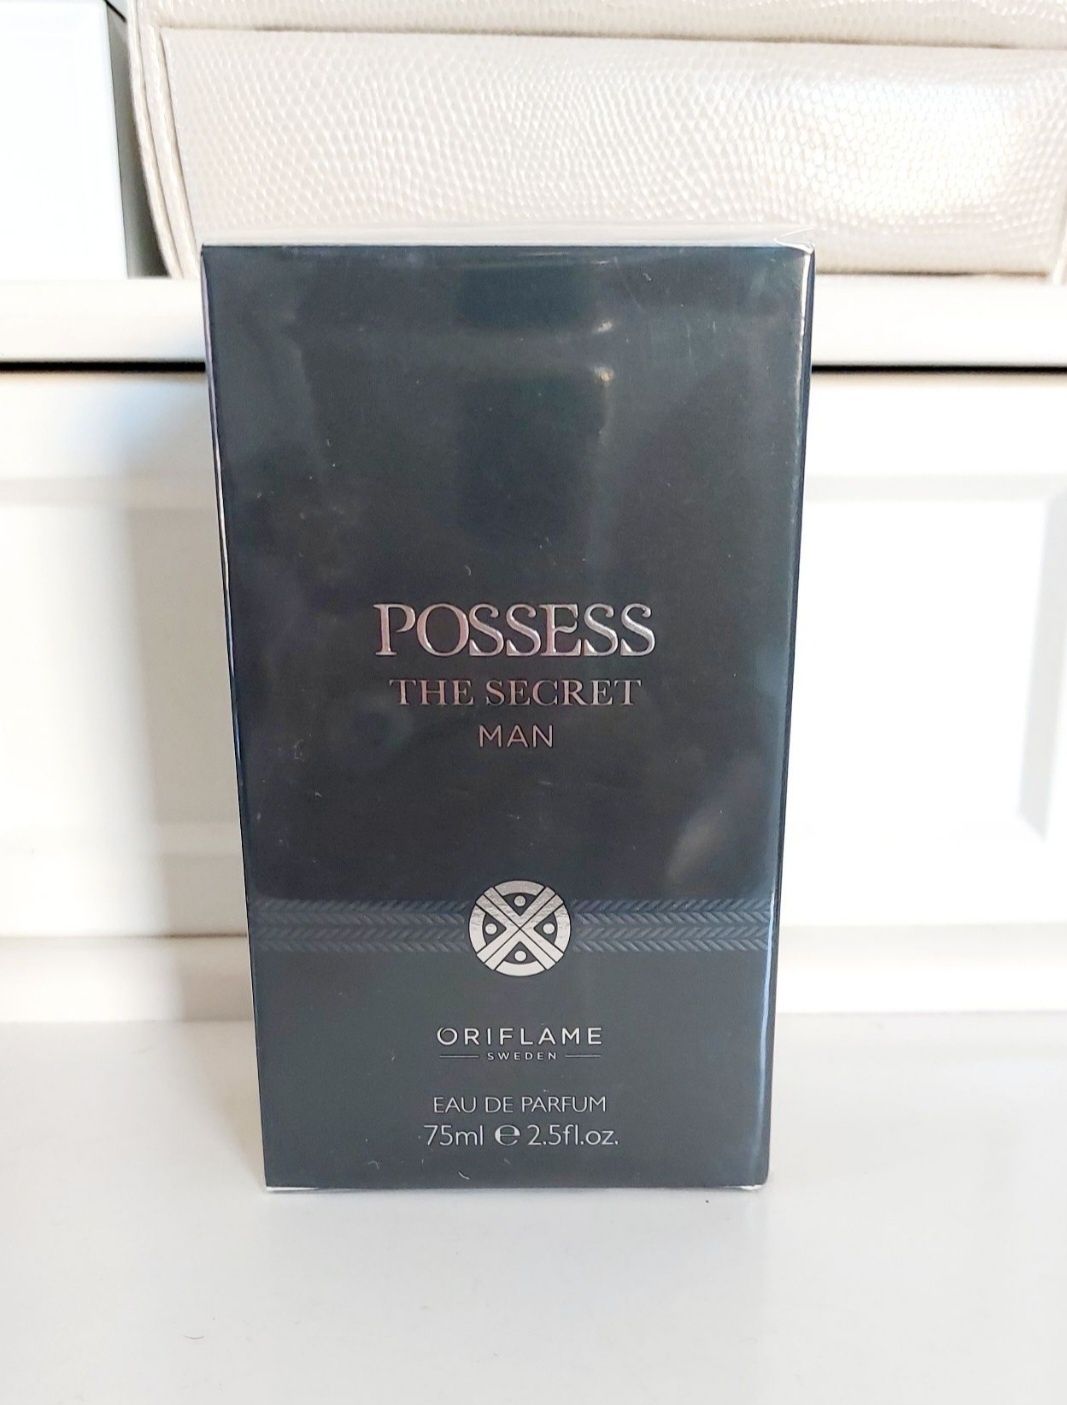 POSSESS
THE SECRET
MAN
ORIFLAME
SWEDEN
EAU DE PARFUM
75ml ℮ 2.5fl.oz.